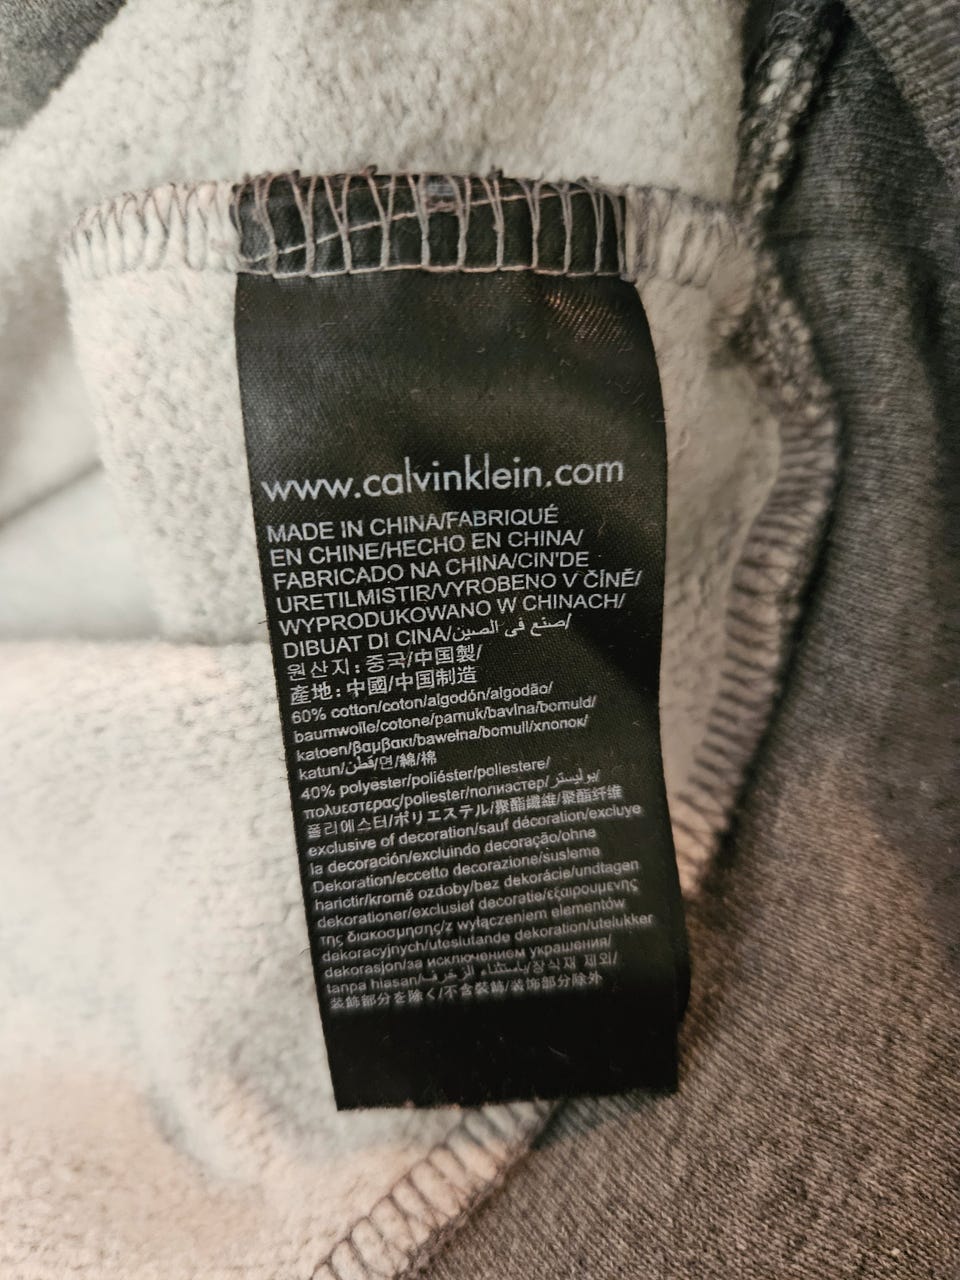 www.calvinklein.com
MADE IN CHINA/FABRIQUÉ
EN CHINE/HECHO EN CHINA/
FABRICADO NA CHINA/CIN'DE
URETILMISTIR/VYROBENO V ČÍNĚ/
WYPRODUKOWANO W CHINACH/
DIBUAT DI CINA/صنع في الصين/
원산지:중국/中国製/
產地:中國/中国制造
60% cotton/coton/algodón/algodão/
baumwolle/cotone/pamuk/bavlna/bomuld/
katoen/βαμβακι/bawełna/bomull/хлопок/
katun/قطن/면/綿/棉
40% polyester/poliéster/poliestere/
πολυεστερας/poliester/полиэстер/بوليستر/
폴리에스터/ポリエステル/聚酯纖維/聚酯纤维
exclusive of decoration/sauf décoration/excluye
la decoración/excluindo decoração/ohne
Dekoration/eccetto decorazione/susleme
harictir/kromě ozdoby/bez dekorácie/undtagen
dekorationer/exclusief decoratie/εξαιρουμενης
της διακοσμησης/z wyłączeniem elementów
dekoracyjnych/uteslutande dekoration/utelukker
dekorasjon/за исключением украшения/
tanpa hiasan/باستثناء الزخرف/장식재 제외/
装飾部分を除く/不含裝飾/装饰部分除外